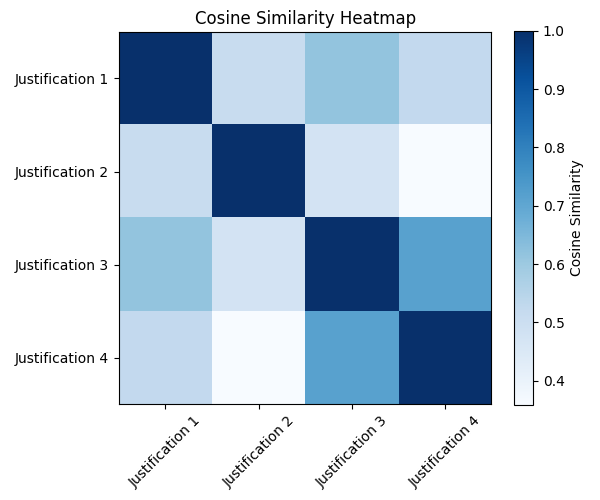 Cosine Similarity Heatmap
Justification 1
Justification 2
Justification 3
Justification 4
Justification 1
Justification 2
Justification 3
Justification 4
1.0
0.9
0.8
0.7
0.6
0.5
0.4
Cosine Similarity